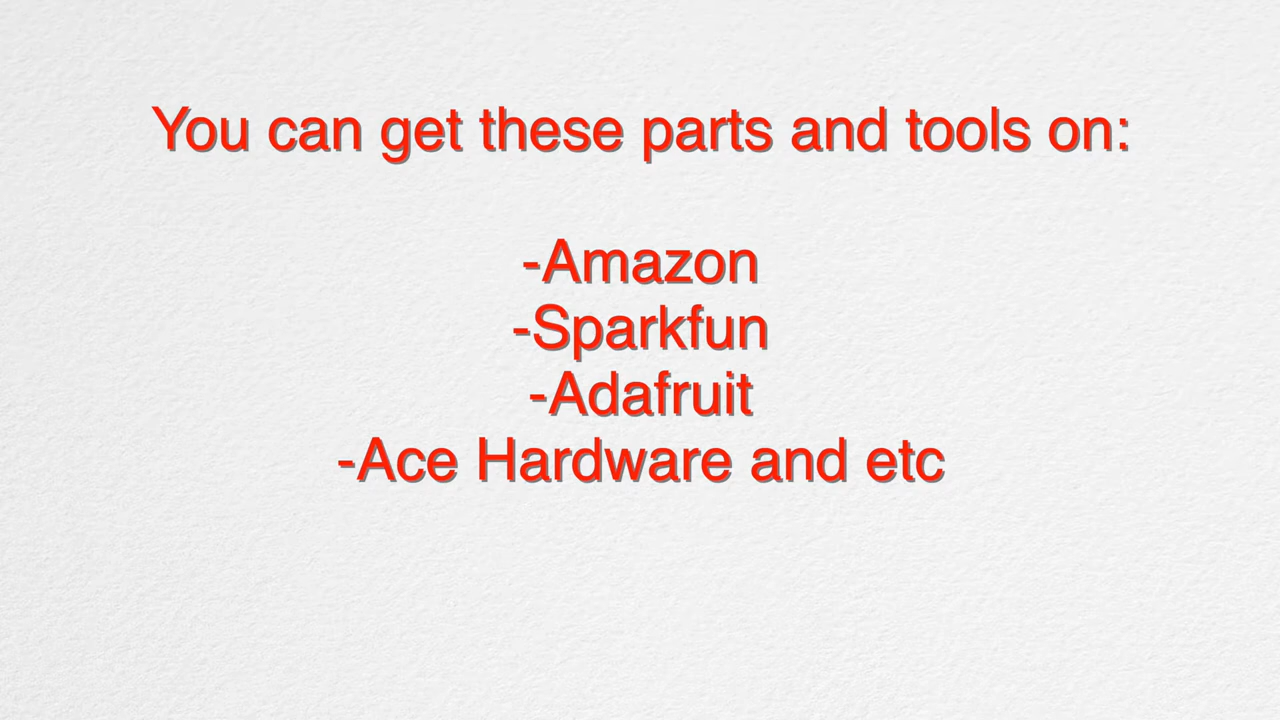 You can get these parts and tools on:
-Amazon
-Sparkfun
-Adafruit
-Ace Hardware and etc